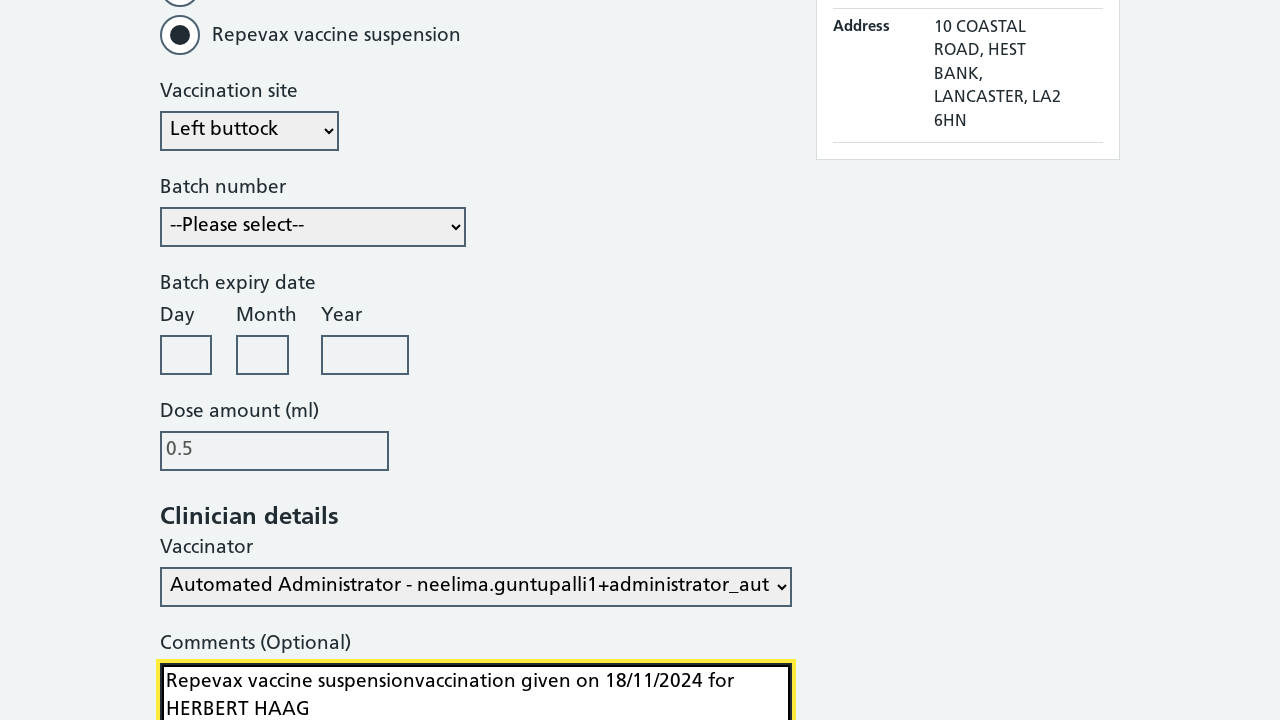 Repevax vaccine suspension
Vaccination site
Left buttock
Batch number
--Please select--
Batch expiry date
Day Month Year
Dose amount (ml)
0.5
Clinician details
Vaccinator
Automated Administrator - neelima.guntupalli1+administrator_aut
Comments (Optional)
Repevax vaccine suspensionvaccination given on 18/11/2024 for
HERBERT HAAG
Address
10 COASTAL
ROAD, HEST
BANK,
LANCASTER, LA2
6HN